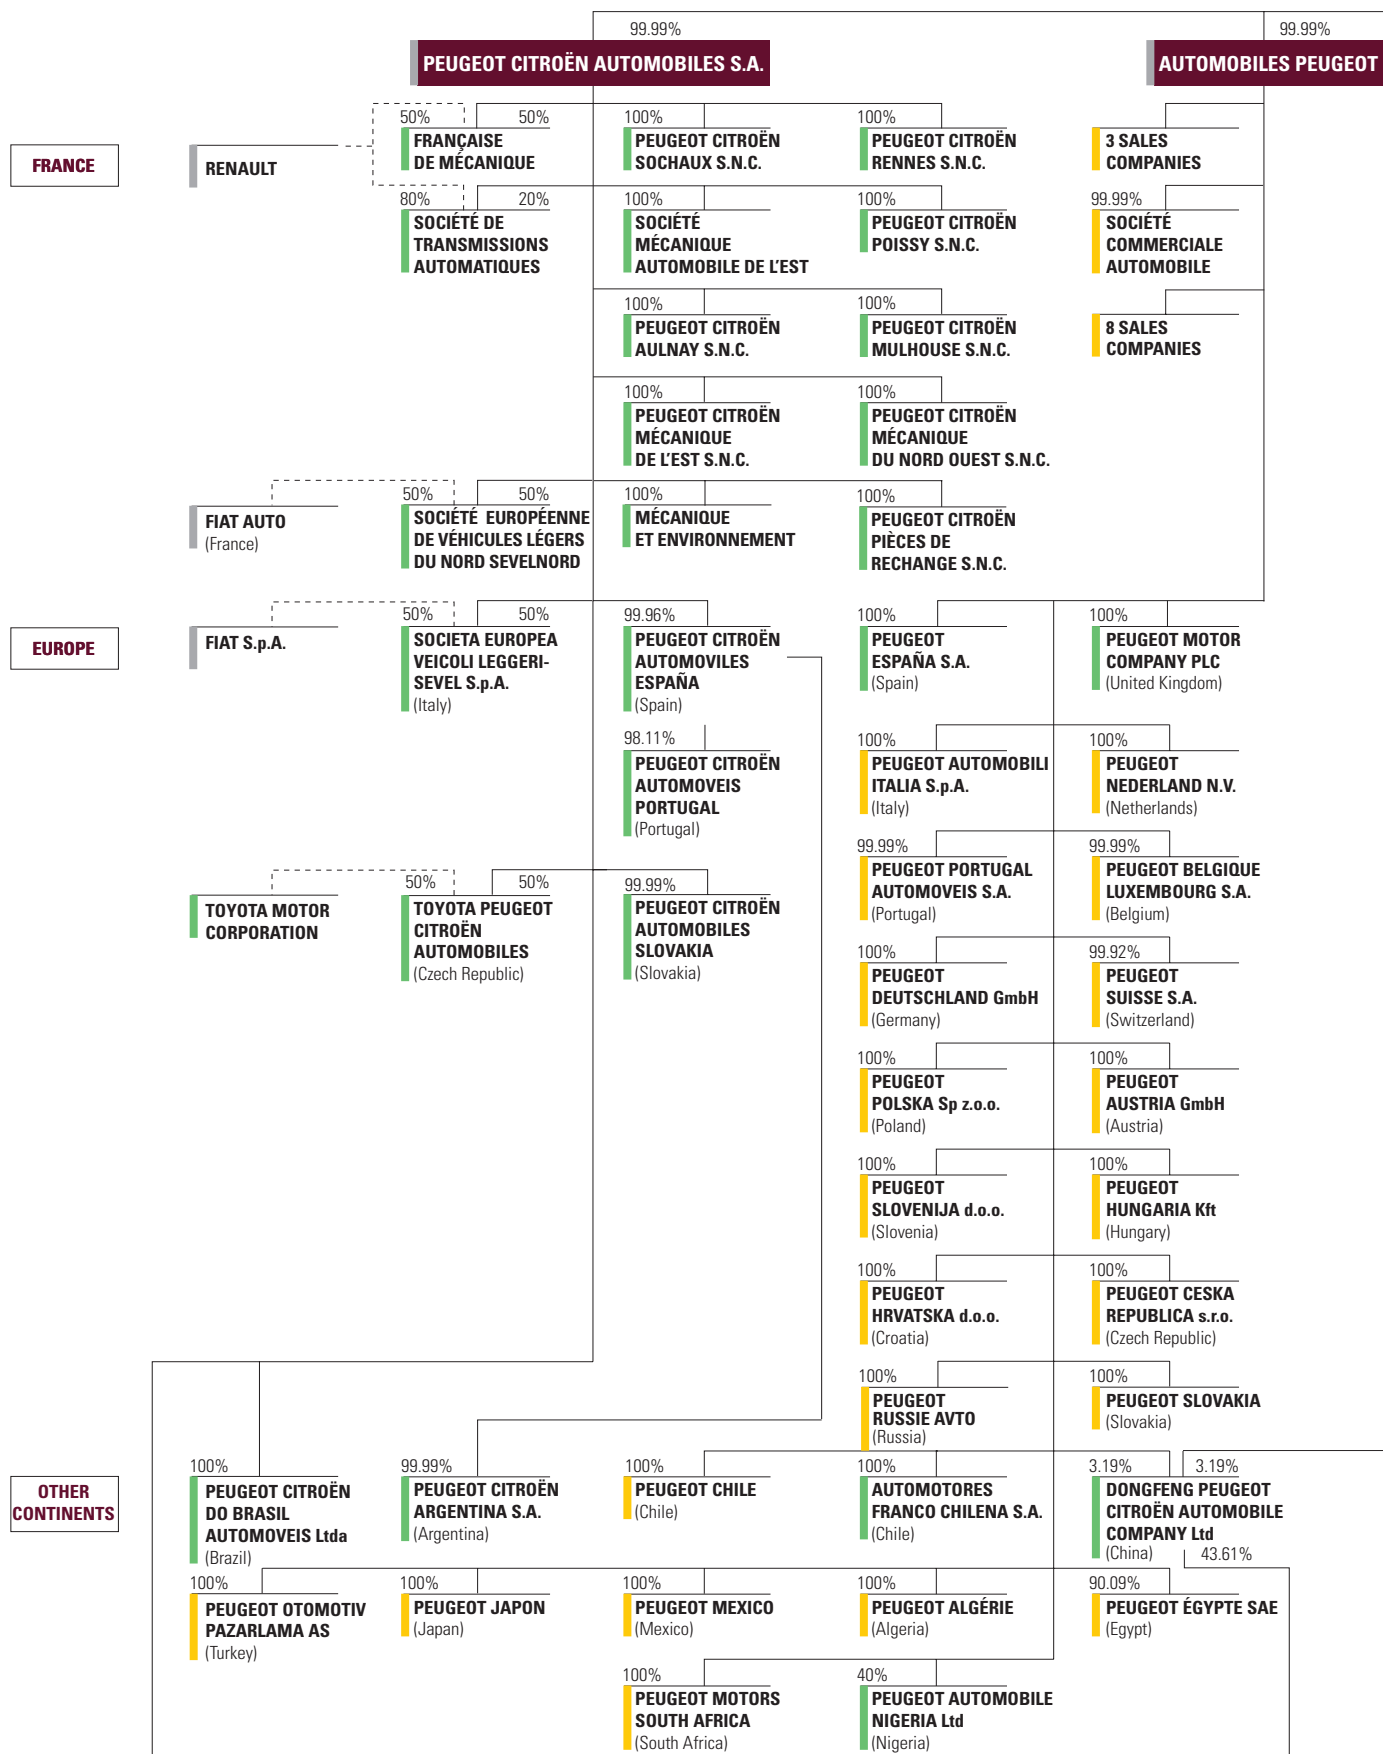 99.99%
99.99%
PEUGEOT CITROËN AUTOMOBILES S.A.
AUTOMOBILES PEUGEOT
FRANCE
RENAULT
50%
50%
FRANÇAISE
DE MÉCANIQUE
100%
PEUGEOT CITROËN
SOCHAUX S.N.C.
100%
PEUGEOT CITROËN
RENNES S.N.C.
3 SALES
COMPANIES
80%
20%
SOCIÉTÉ DE
TRANSMISSIONS
AUTOMATIQUES
100%
SOCIÉTÉ
MÉCANIQUE
AUTOMOBILE DE L'EST
100%
PEUGEOT CITROËN
POISSY S.N.C.
99.99%
SOCIÉTÉ
COMMERCIALE
AUTOMOBILE
100%
PEUGEOT CITROËN
AULNAY S.N.C.
100%
PEUGEOT CITROËN
MULHOUSE S.N.C.
8 SALES
COMPANIES
100%
PEUGEOT CITROËN
MÉCANIQUE
DE L'EST S.N.C.
100%
PEUGEOT CITROËN
MÉCANIQUE
DU NORD OUEST S.N.C.
FIAT AUTO
(France)
50%
50%
SOCIÉTÉ EUROPÉENNE
DE VÉHICULES LÉGERS
DU NORD SEVELNORD
100%
MÉCANIQUE
ET ENVIRONNEMENT
100%
PEUGEOT CITROËN
PIÈCES DE
RECHANGE S.N.C.
EUROPE
FIAT S.p.A.
50%
50%
SOCIETA EUROPEA
VEICOLI LEGGERI-
SEVEL S.p.A.
(Italy)
99.96%
PEUGEOT CITROËN
AUTOMOVILES
ESPAÑA
(Spain)
100%
PEUGEOT
ESPAÑA S.A.
(Spain)
100%
PEUGEOT MOTOR
COMPANY PLC
(United Kingdom)
98.11%
PEUGEOT CITROËN
AUTOMOVEIS
PORTUGAL
(Portugal)
100%
PEUGEOT AUTOMOBILI
ITALIA S.p.A.
(Italy)
100%
PEUGEOT
NEDERLAND N.V.
(Netherlands)
99.99%
PEUGEOT PORTUGAL
AUTOMOVEIS S.A.
(Portugal)
99.99%
PEUGEOT BELGIQUE
LUXEMBOURG S.A.
(Belgium)
TOYOTA MOTOR
CORPORATION
50%
50%
TOYOTA PEUGEOT
CITROËN
AUTOMOBILES
(Czech Republic)
99.99%
PEUGEOT CITROËN
AUTOMOBILES
SLOVAKIA
(Slovakia)
100%
PEUGEOT
DEUTSCHLAND GmbH
(Germany)
99.92%
PEUGEOT
SUISSE S.A.
(Switzerland)
100%
PEUGEOT
POLSKA Sp z.o.o.
(Poland)
100%
PEUGEOT
AUSTRIA GmbH
(Austria)
100%
PEUGEOT
SLOVENIJA d.o.o.
(Slovenia)
100%
PEUGEOT
HUNGARIA Kft
(Hungary)
100%
PEUGEOT
HRVATSKA d.o.o.
(Croatia)
100%
PEUGEOT CESKA
REPUBLICA s.r.o.
(Czech Republic)
100%
PEUGEOT
RUSSIE AVTO
(Russia)
100%
PEUGEOT SLOVAKIA
(Slovakia)
OTHER
CONTINENTS
100%
PEUGEOT CITROËN
DO BRASIL
AUTOMOVEIS Ltda
(Brazil)
99.99%
PEUGEOT CITROËN
ARGENTINA S.A.
(Argentina)
100%
PEUGEOT CHILE
(Chile)
100%
AUTOMOTORES
FRANCO CHILENA S.A.
(Chile)
3.19%
3.19%
DONGFENG PEUGEOT
CITROËN AUTOMOBILE
COMPANY Ltd
(China)
43.61%
100%
PEUGEOT OTOMOTIV
PAZARLAMA AS
(Turkey)
100%
PEUGEOT JAPON
(Japan)
100%
PEUGEOT MEXICO
(Mexico)
100%
PEUGEOT ALGÉRIE
(Algeria)
90.09%
PEUGEOT ÉGYPTE SAE
(Egypt)
100%
PEUGEOT MOTORS
SOUTH AFRICA
(South Africa)
40%
PEUGEOT AUTOMOBILE
NIGERIA Ltd
(Nigeria)